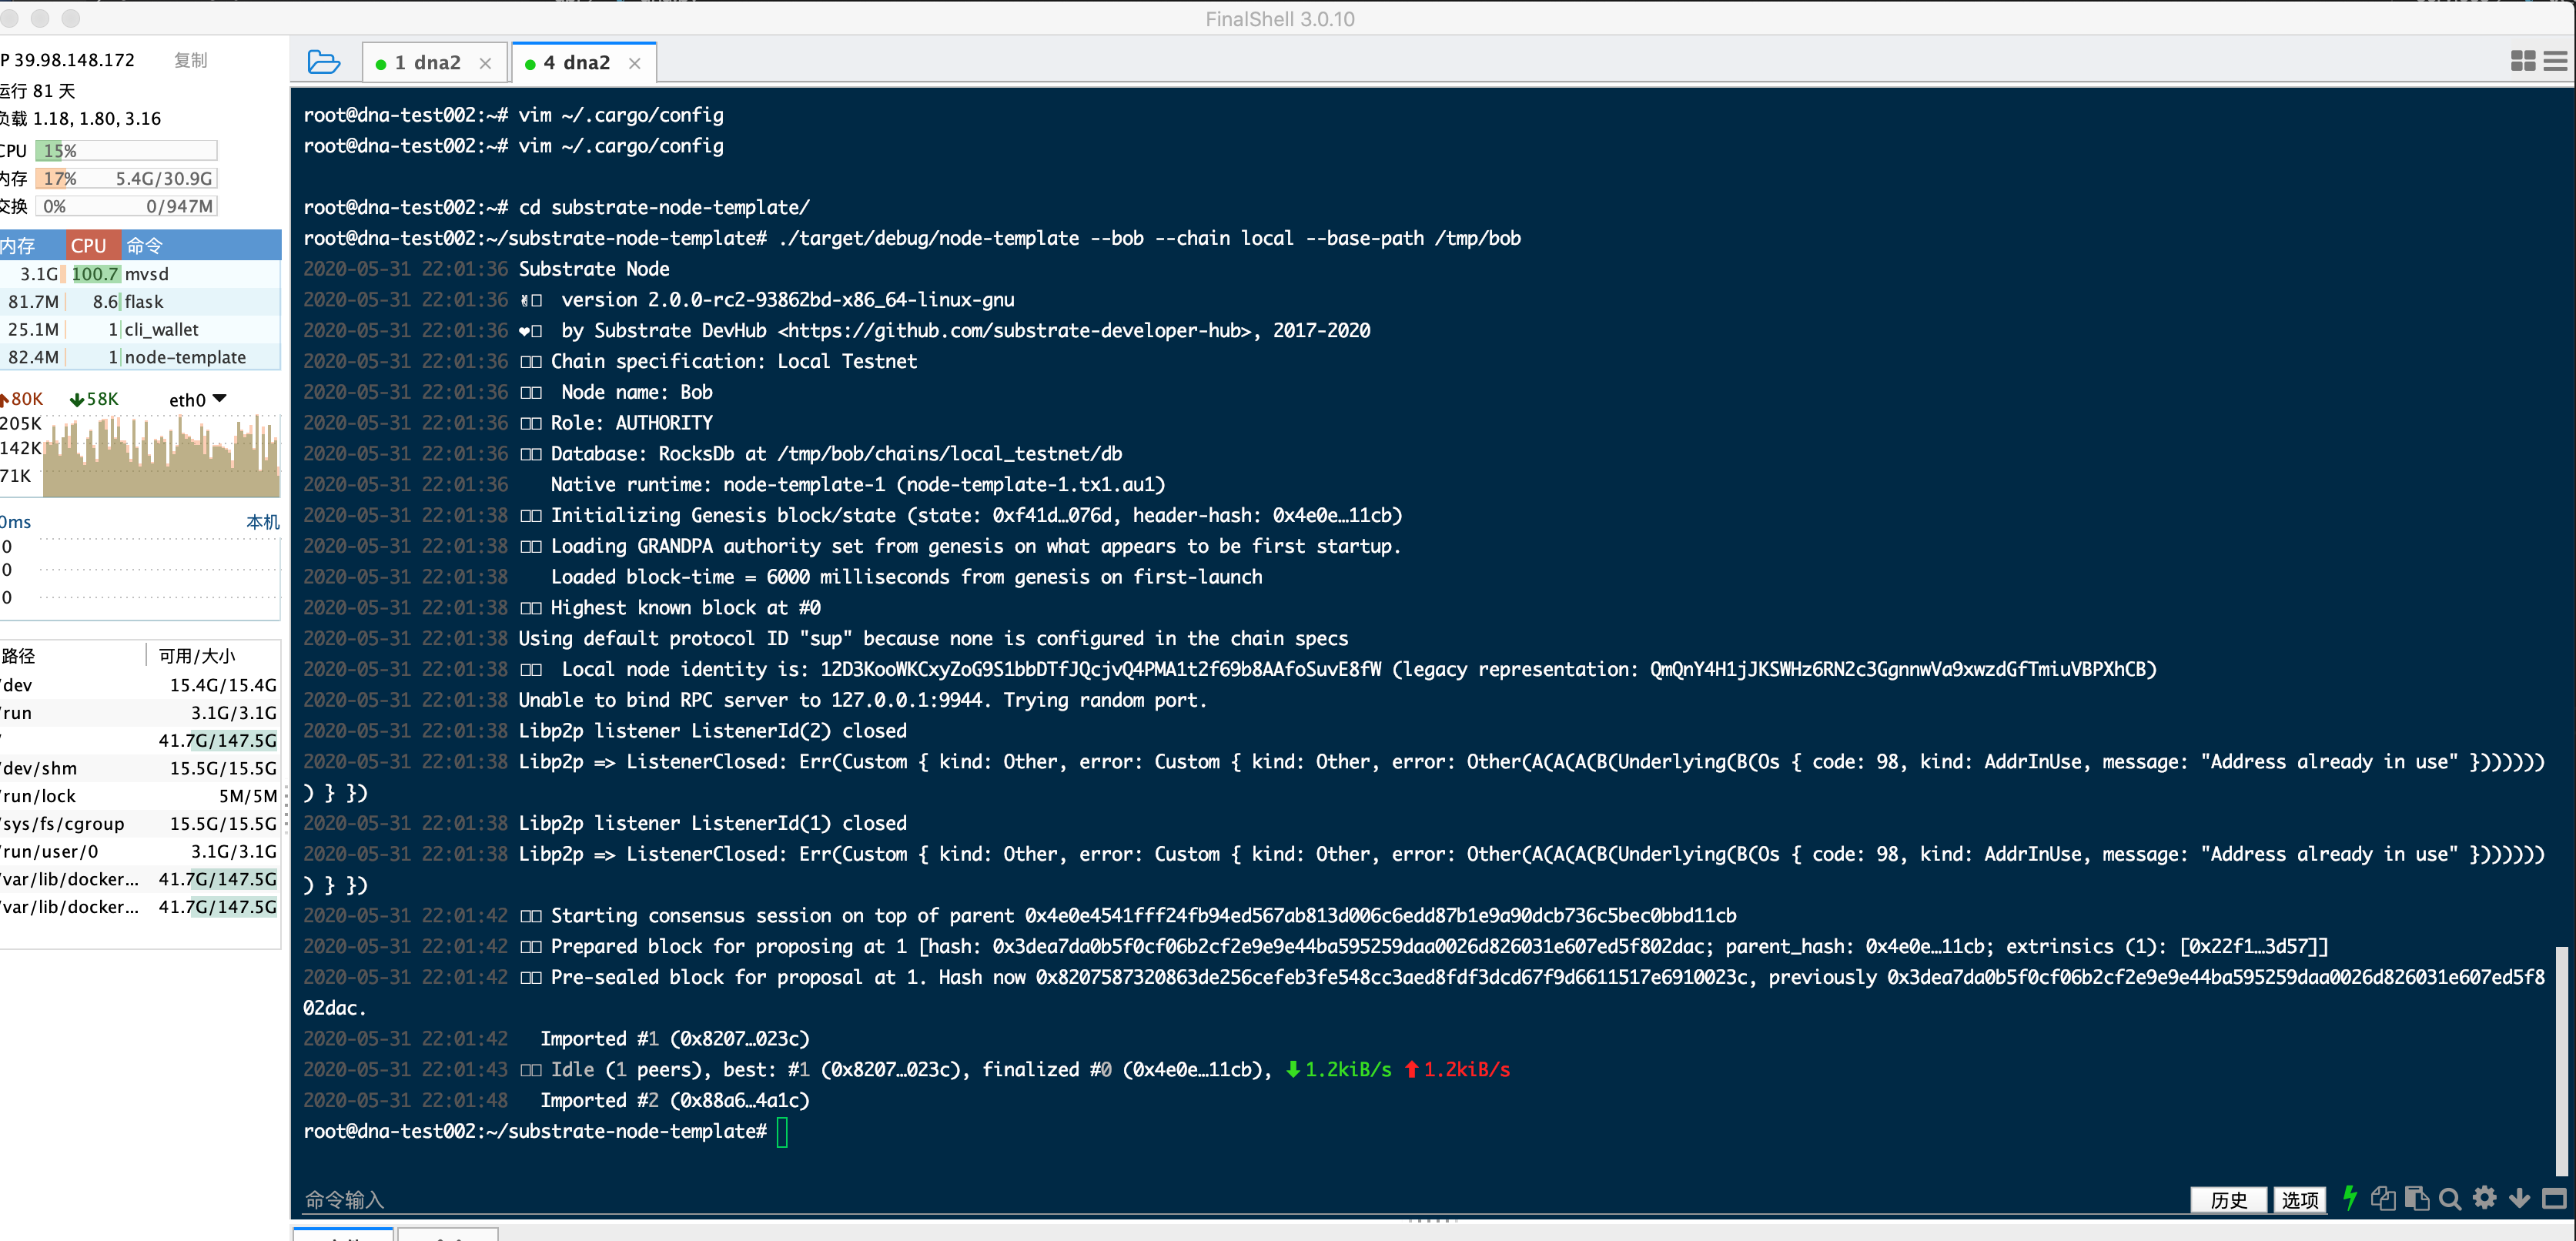 FinalShell 3.0.10
P 39.98.148.172 复制
运行 81 天
负载 1.18, 1.80, 3.16
CPU 15%
内存 17% 5.4G/30.9G
交换 0% 0/947M
内存 CPU 命令
3.1G 100.7 mvsd
81.7M 8.6 flask
25.1M 1 cli_wallet
82.4M 1 node-template
80K 58K eth0
205K
142K
71K
0ms 本机
0
0
0
路径 可用/大小
/dev 15.4G/15.4G
/run 3.1G/3.1G
/ 41.7G/147.5G
/dev/shm 15.5G/15.5G
/run/lock 5M/5M
/sys/fs/cgroup 15.5G/15.5G
/run/user/0 3.1G/3.1G
/var/lib/docker... 41.7G/147.5G
/var/lib/docker... 41.7G/147.5G
1 dna2
4 dna2
root@dna-test002:~# vim ~/.cargo/config
root@dna-test002:~# vim ~/.cargo/config
root@dna-test002:~# cd substrate-node-template/
root@dna-test002:~/substrate-node-template# ./target/debug/node-template --bob --chain local --base-path /tmp/bob
2020-05-31 22:01:36 Substrate Node
2020-05-31 22:01:36 ✌️ version 2.0.0-rc2-93862bd-x86_64-linux-gnu
2020-05-31 22:01:36 ❤️ by Substrate DevHub <https://github.com/substrate-developer-hub>, 2017-2020
2020-05-31 22:01:36 Chain specification: Local Testnet
2020-05-31 22:01:36 Node name: Bob
2020-05-31 22:01:36 Role: AUTHORITY
2020-05-31 22:01:36 Database: RocksDb at /tmp/bob/chains/local_testnet/db
2020-05-31 22:01:36 Native runtime: node-template-1 (node-template-1.tx1.au1)
2020-05-31 22:01:38 Initializing Genesis block/state (state: 0xf41d…076d, header-hash: 0x4e0e…11cb)
2020-05-31 22:01:38 Loading GRANDPA authority set from genesis on what appears to be first startup.
2020-05-31 22:01:38 Loaded block-time = 6000 milliseconds from genesis on first-launch
2020-05-31 22:01:38 Highest known block at #0
2020-05-31 22:01:38 Using default protocol ID "sup" because none is configured in the chain specs
2020-05-31 22:01:38 Local node identity is: 12D3KooWKCxyZoG9S1bbDTfJQcjvQ4PMA1t2f69b8AAfoSuvE8fW (legacy representation: QmQnY4H1jJKSWHz6RN2c3GgnnwVa9xwzdGfTmiuVBPXhCB)
2020-05-31 22:01:38 Unable to bind RPC server to 127.0.0.1:9944. Trying random port.
2020-05-31 22:01:38 Libp2p listener ListenerId(2) closed
2020-05-31 22:01:38 Libp2p => ListenerClosed: Err(Custom { kind: Other, error: Custom { kind: Other, error: Other(A(A(A(B(Underlying(B(Os { code: 98, kind: AddrInUse, message: "Address already in use" })))))))
) } })
2020-05-31 22:01:38 Libp2p listener ListenerId(1) closed
2020-05-31 22:01:38 Libp2p => ListenerClosed: Err(Custom { kind: Other, error: Custom { kind: Other, error: Other(A(A(A(B(Underlying(B(Os { code: 98, kind: AddrInUse, message: "Address already in use" })))))))
) } })
2020-05-31 22:01:42 Starting consensus session on top of parent 0x4e0e4541fff24fb94ed567ab813d006c6edd87b1e9a90dcb736c5bec0bbd11cb
2020-05-31 22:01:42 Prepared block for proposing at 1 [hash: 0x3dea7da0b5f0cf06b2cf2e9e9e44ba595259daa0026d826031e607ed5f802dac; parent_hash: 0x4e0e…11cb; extrinsics (1): [0x22f1…3d57]]
2020-05-31 22:01:42 Pre-sealed block for proposal at 1. Hash now 0x8207587320863de256cefeb3fe548cc3aed8fdf3dcd67f9d6611517e6910023c, previously 0x3dea7da0b5f0cf06b2cf2e9e9e44ba595259daa0026d826031e607ed5f8
02dac.
2020-05-31 22:01:42 Imported #1 (0x8207…023c)
2020-05-31 22:01:43 Idle (1 peers), best: #1 (0x8207…023c), finalized #0 (0x4e0e…11cb), ⬇ 1.2kiB/s ⬆ 1.2kiB/s
2020-05-31 22:01:48 Imported #2 (0x88a6…4a1c)
root@dna-test002:~/substrate-node-template#
命令输入 历史 选项